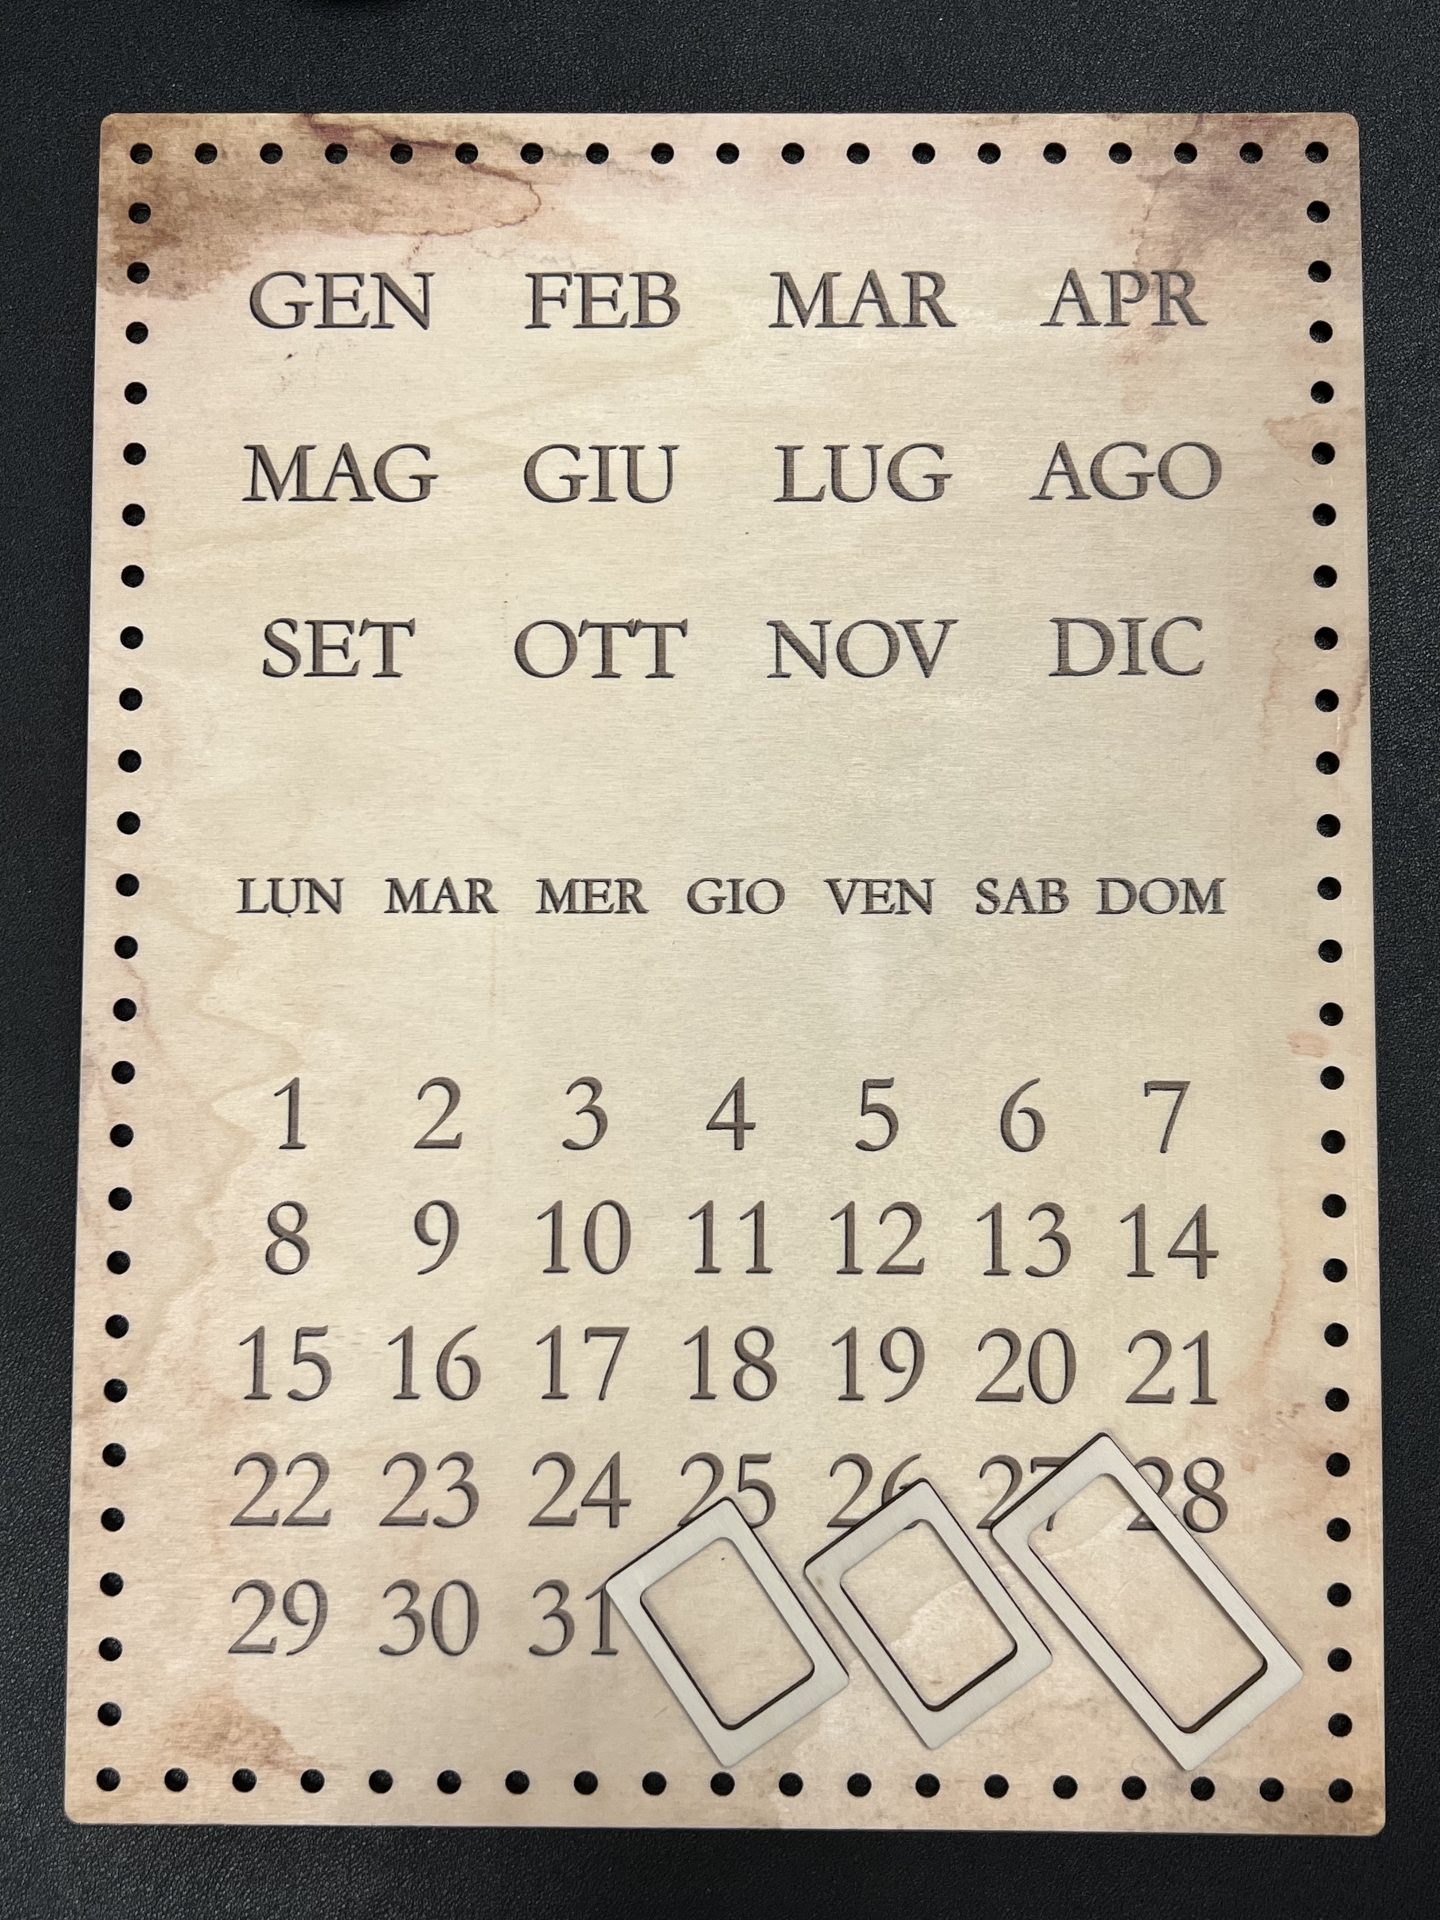 GEN FEB MAR APR
MAG GIU LUG AGO
SET OTT NOV DIC
LUN MAR MER GIO VEN SAB DOM
1 2 3 4 5 6 7
8 9 10 11 12 13 14
15 16 17 18 19 20 21
22 23 24 25 26 27 28
29 30 31